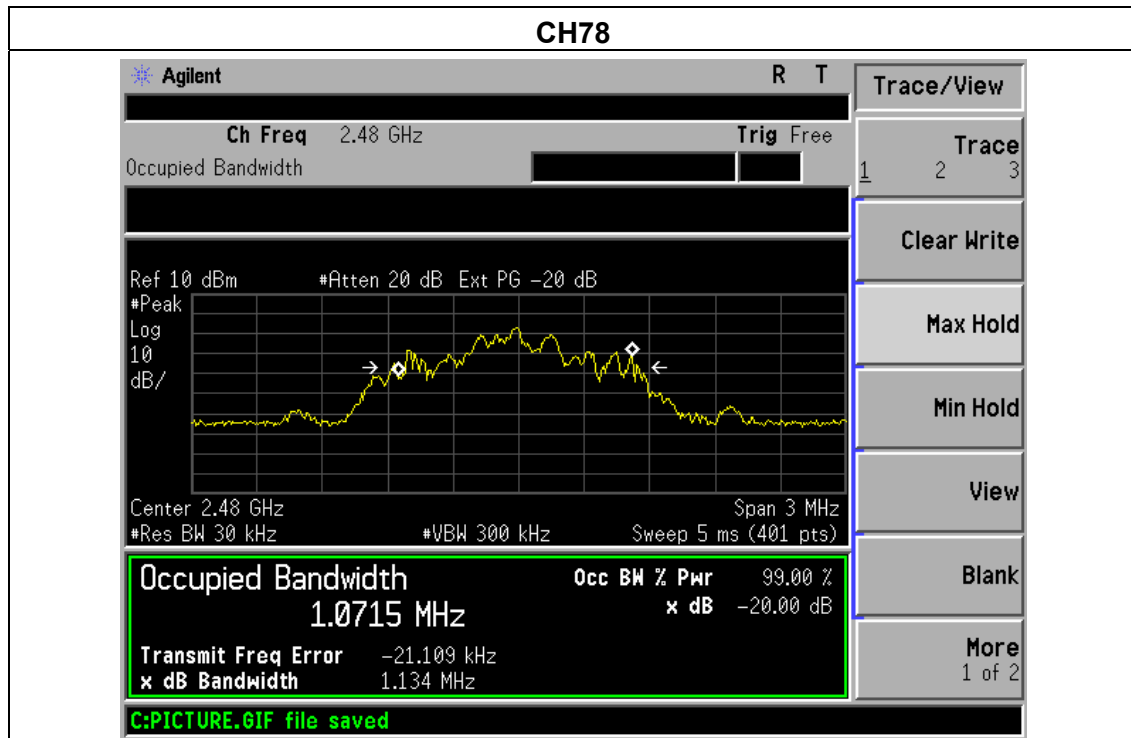 CH78
Agilent R T
Trace/View
Ch Freq 2.48 GHz Trig Free
Occupied Bandwidth
Trace
1 2 3
Clear Write
Ref 10 dBm #Atten 20 dB Ext PG -20 dB
#Peak
Log
10
dB/
Max Hold
Min Hold
View
Center 2.48 GHz Span 3 MHz
#Res BW 30 kHz #VBW 300 kHz Sweep 5 ms (401 pts)
Occupied Bandwidth Occ BW % Pwr 99.00 %
1.0715 MHz x dB -20.00 dB
Blank
Transmit Freq Error -21.109 kHz
x dB Bandwidth 1.134 MHz
More
1 of 2
C:PICTURE.GIF file saved